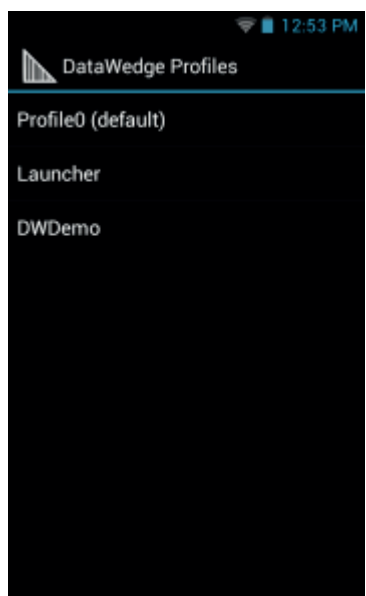 12:53 PM
DataWedge Profiles
Profile0 (default)
Launcher
DWDemo